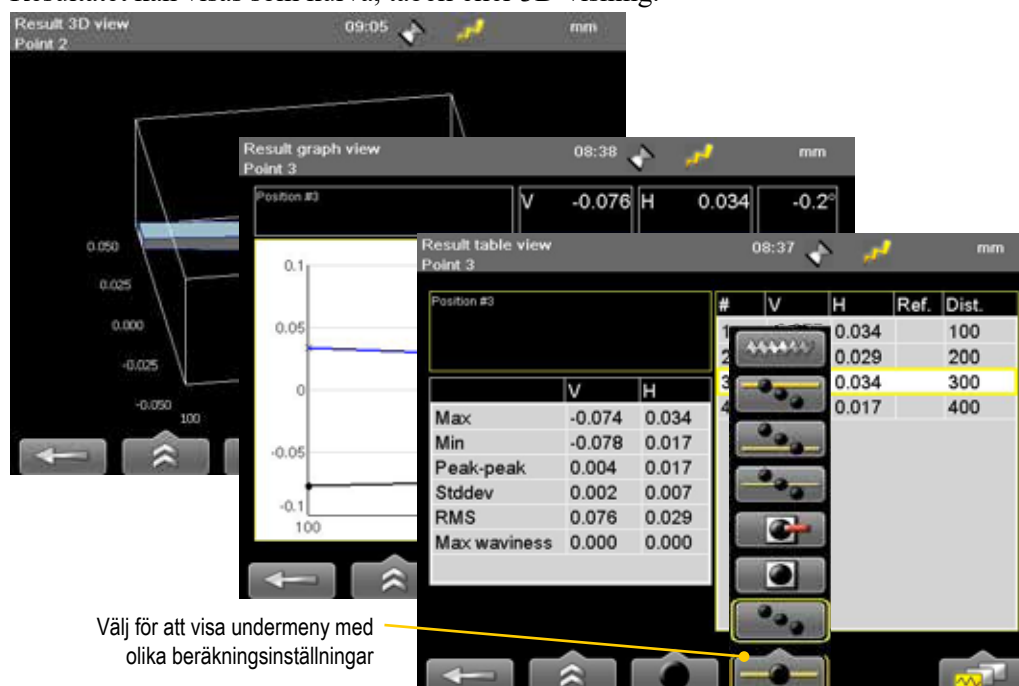 Result 3D view 09:05 mm
Point 2
0.050
0.025
0.000
-0.025
-0.050
100
Result graph view 08:38 mm
Point 3
Position #3 V -0.076 H 0.034 -0.2°
0.1
0.05
0
-0.05
-0.1
100
Result table view 08:37 mm
Point 3
Position #3
# V H Ref. Dist.
1 0.034 100
2 0.029 200
3 0.034 300
4 0.017 400
V H
Max -0.074 0.034
Min -0.078 0.017
Peak-peak 0.004 0.017
Stddev 0.002 0.007
RMS 0.076 0.029
Max waviness 0.000 0.000
Välj för att visa undermeny med
olika beräkningsinställningar